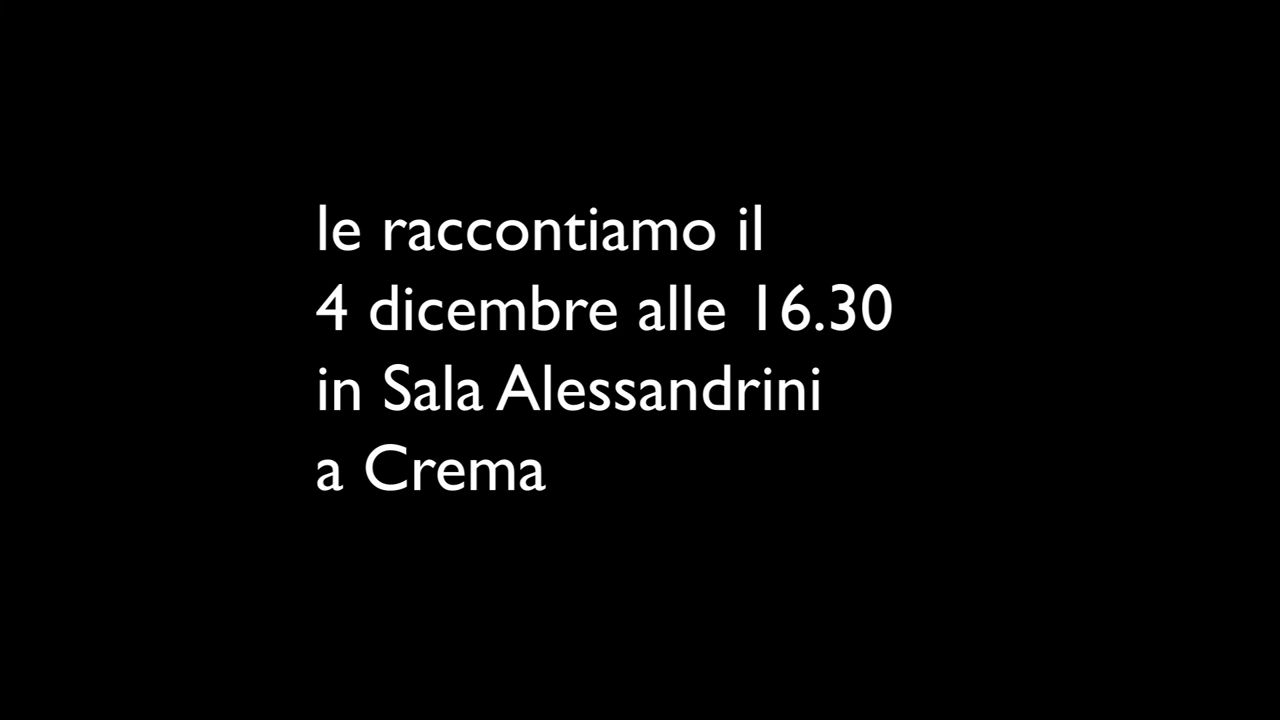 le raccontiamo il
4 dicembre alle 16.30
in Sala Alessandrini
a Crema